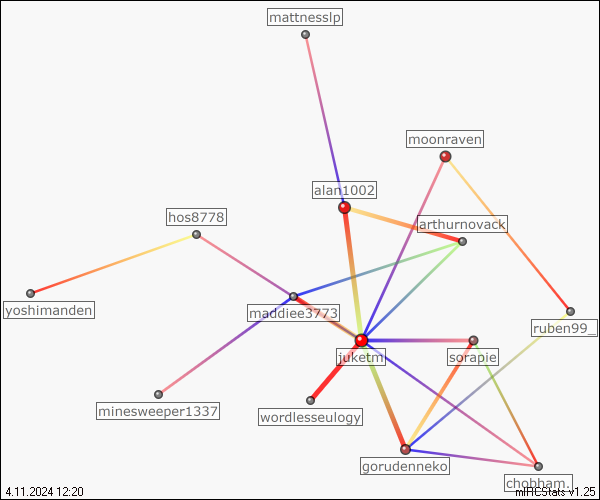 mattnesslp
moonraven
alan1002
hos8778
arthurnovack
yoshimanden
maddiee3773
ruben99_
juketm
sorapie
minesweeper1337
wordlesseulogy
gorudenneko
chobham.
4.11.2024 12:20
mIRCStats v1.25